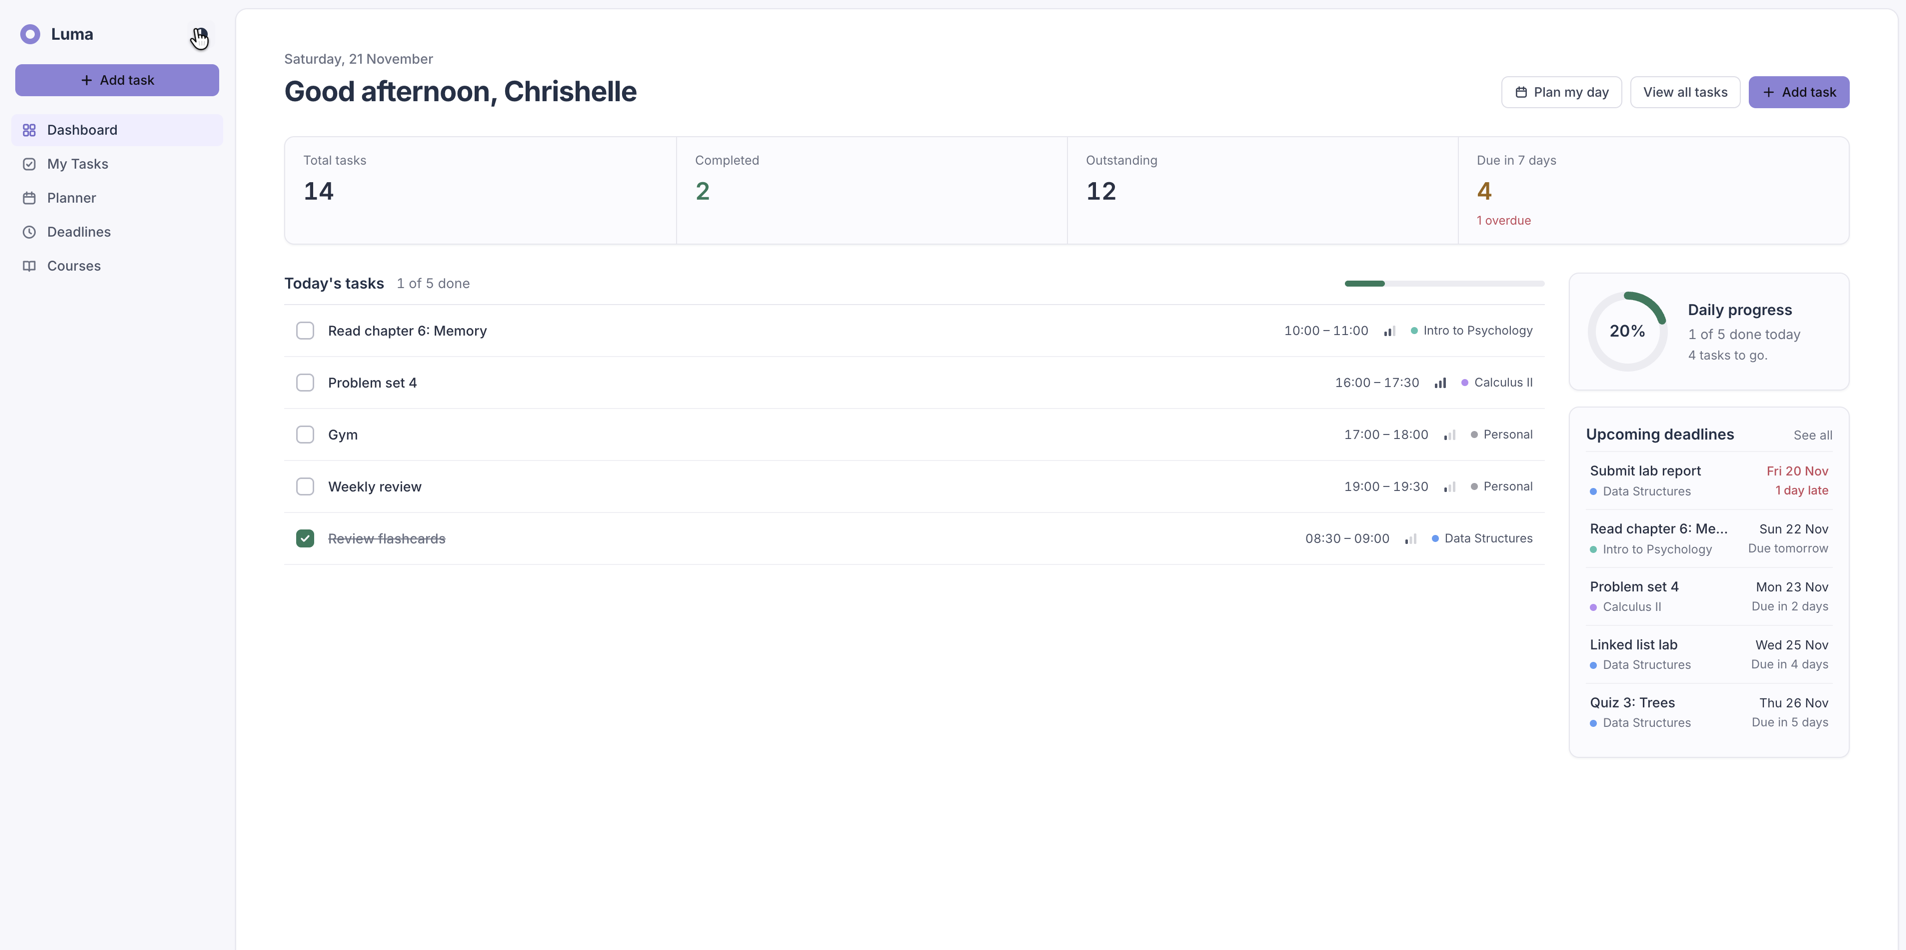 Luma
+ Add task
Dashboard
My Tasks
Planner
Deadlines
Courses
Saturday, 21 November
Good afternoon, Chrishelle
Plan my day
View all tasks
+ Add task
Total tasks
14
Completed
2
Outstanding
12
Due in 7 days
4
1 overdue
Today's tasks 1 of 5 done
Read chapter 6: Memory 10:00 – 11:00 Intro to Psychology
Problem set 4 16:00 – 17:30 Calculus II
Gym 17:00 – 18:00 Personal
Weekly review 19:00 – 19:30 Personal
Review flashcards 08:30 – 09:00 Data Structures
20%
Daily progress
1 of 5 done today
4 tasks to go.
Upcoming deadlines See all
Submit lab report Fri 20 Nov
Data Structures 1 day late
Read chapter 6: Me... Sun 22 Nov
Intro to Psychology Due tomorrow
Problem set 4 Mon 23 Nov
Calculus II Due in 2 days
Linked list lab Wed 25 Nov
Data Structures Due in 4 days
Quiz 3: Trees Thu 26 Nov
Data Structures Due in 5 days